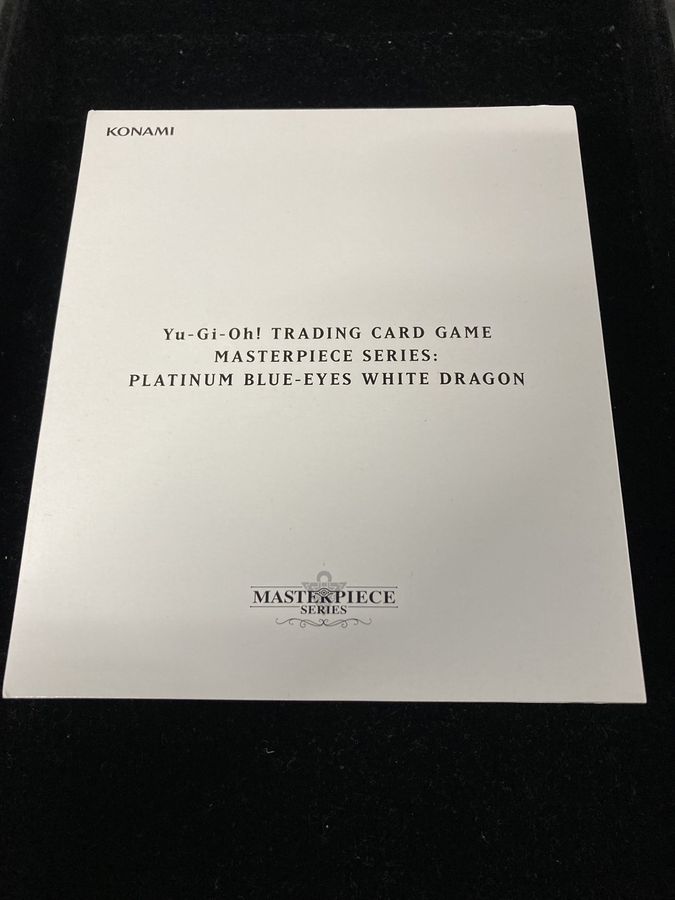 KONAMI
Yu-Gi-Oh! TRADING CARD GAME
MASTERPIECE SERIES:
PLATINUM BLUE-EYES WHITE DRAGON
MASTERPIECE
SERIES